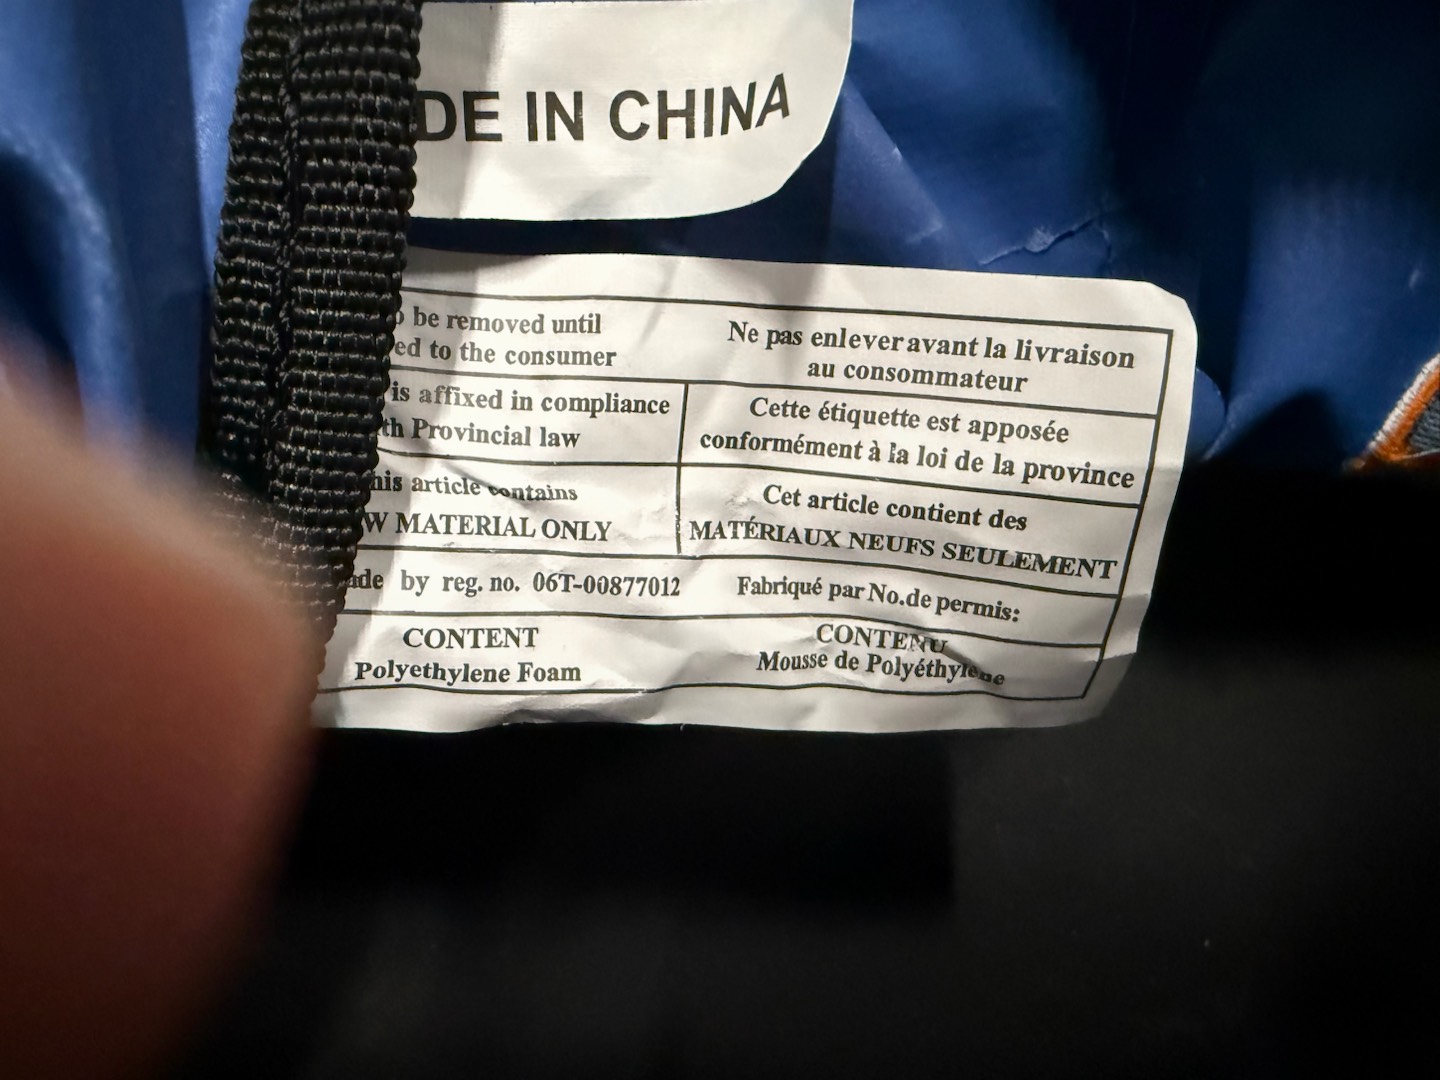 DE IN CHINA
be removed until
ed to the consumer
Ne pas enlever avant la livraison
au consommateur
is affixed in compliance
th Provincial law
Cette étiquette est apposée
conformément à la loi de la province
his article contains
W MATERIAL ONLY
Cet article contient des
MATÉRIAUX NEUFS SEULEMENT
de by reg. no. 06T-00877012
Fabriqué par No.de permis:
CONTENT
Polyethylene Foam
CONTENU
Mousse de Polyéthylene